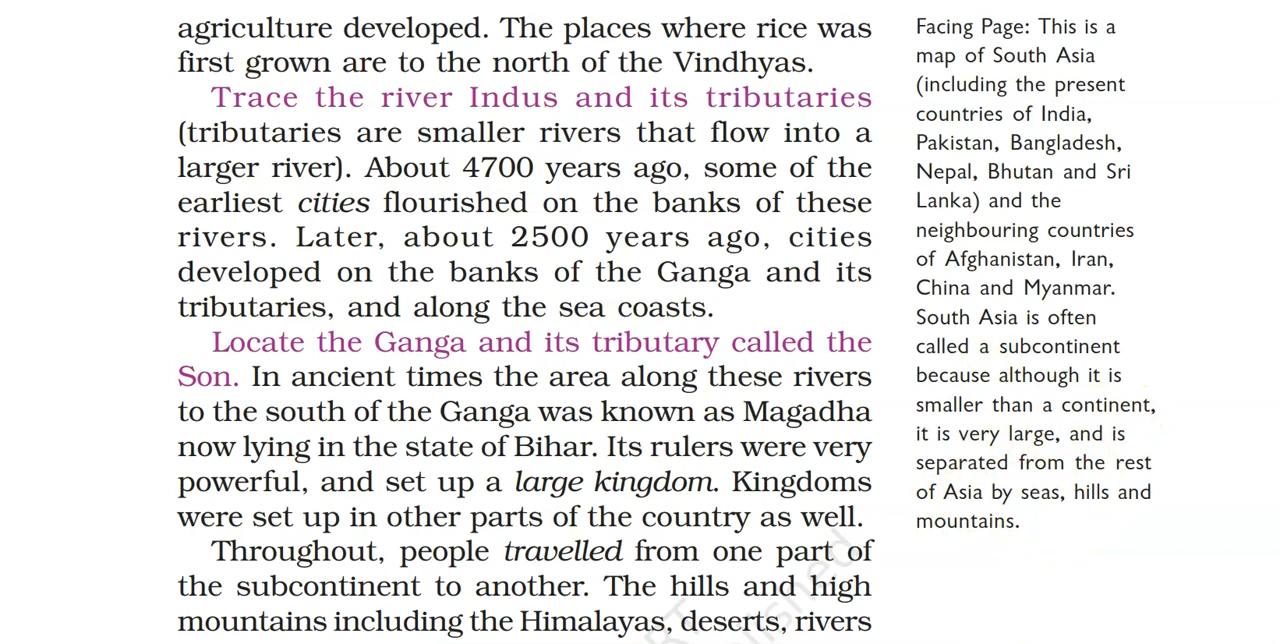 agriculture developed. The places where rice was
first grown are to the north of the Vindhyas.
Trace the river Indus and its tributaries
(tributaries are smaller rivers that flow into a
larger river). About 4700 years ago, some of the
earliest cities flourished on the banks of these
rivers. Later, about 2500 years ago, cities
developed on the banks of the Ganga and its
tributaries, and along the sea coasts.
Locate the Ganga and its tributary called the
Son. In ancient times the area along these rivers
to the south of the Ganga was known as Magadha
now lying in the state of Bihar. Its rulers were very
powerful, and set up a large kingdom. Kingdoms
were set up in other parts of the country as well.
Throughout, people travelled from one part of
the subcontinent to another. The hills and high
mountains including the Himalayas, deserts, rivers
Facing Page: This is a
map of South Asia
(including the present
countries of India,
Pakistan, Bangladesh,
Nepal, Bhutan and Sri
Lanka) and the
neighbouring countries
of Afghanistan, Iran,
China and Myanmar.
South Asia is often
called a subcontinent
because although it is
smaller than a continent,
it is very large, and is
separated from the rest
of Asia by seas, hills and
mountains.